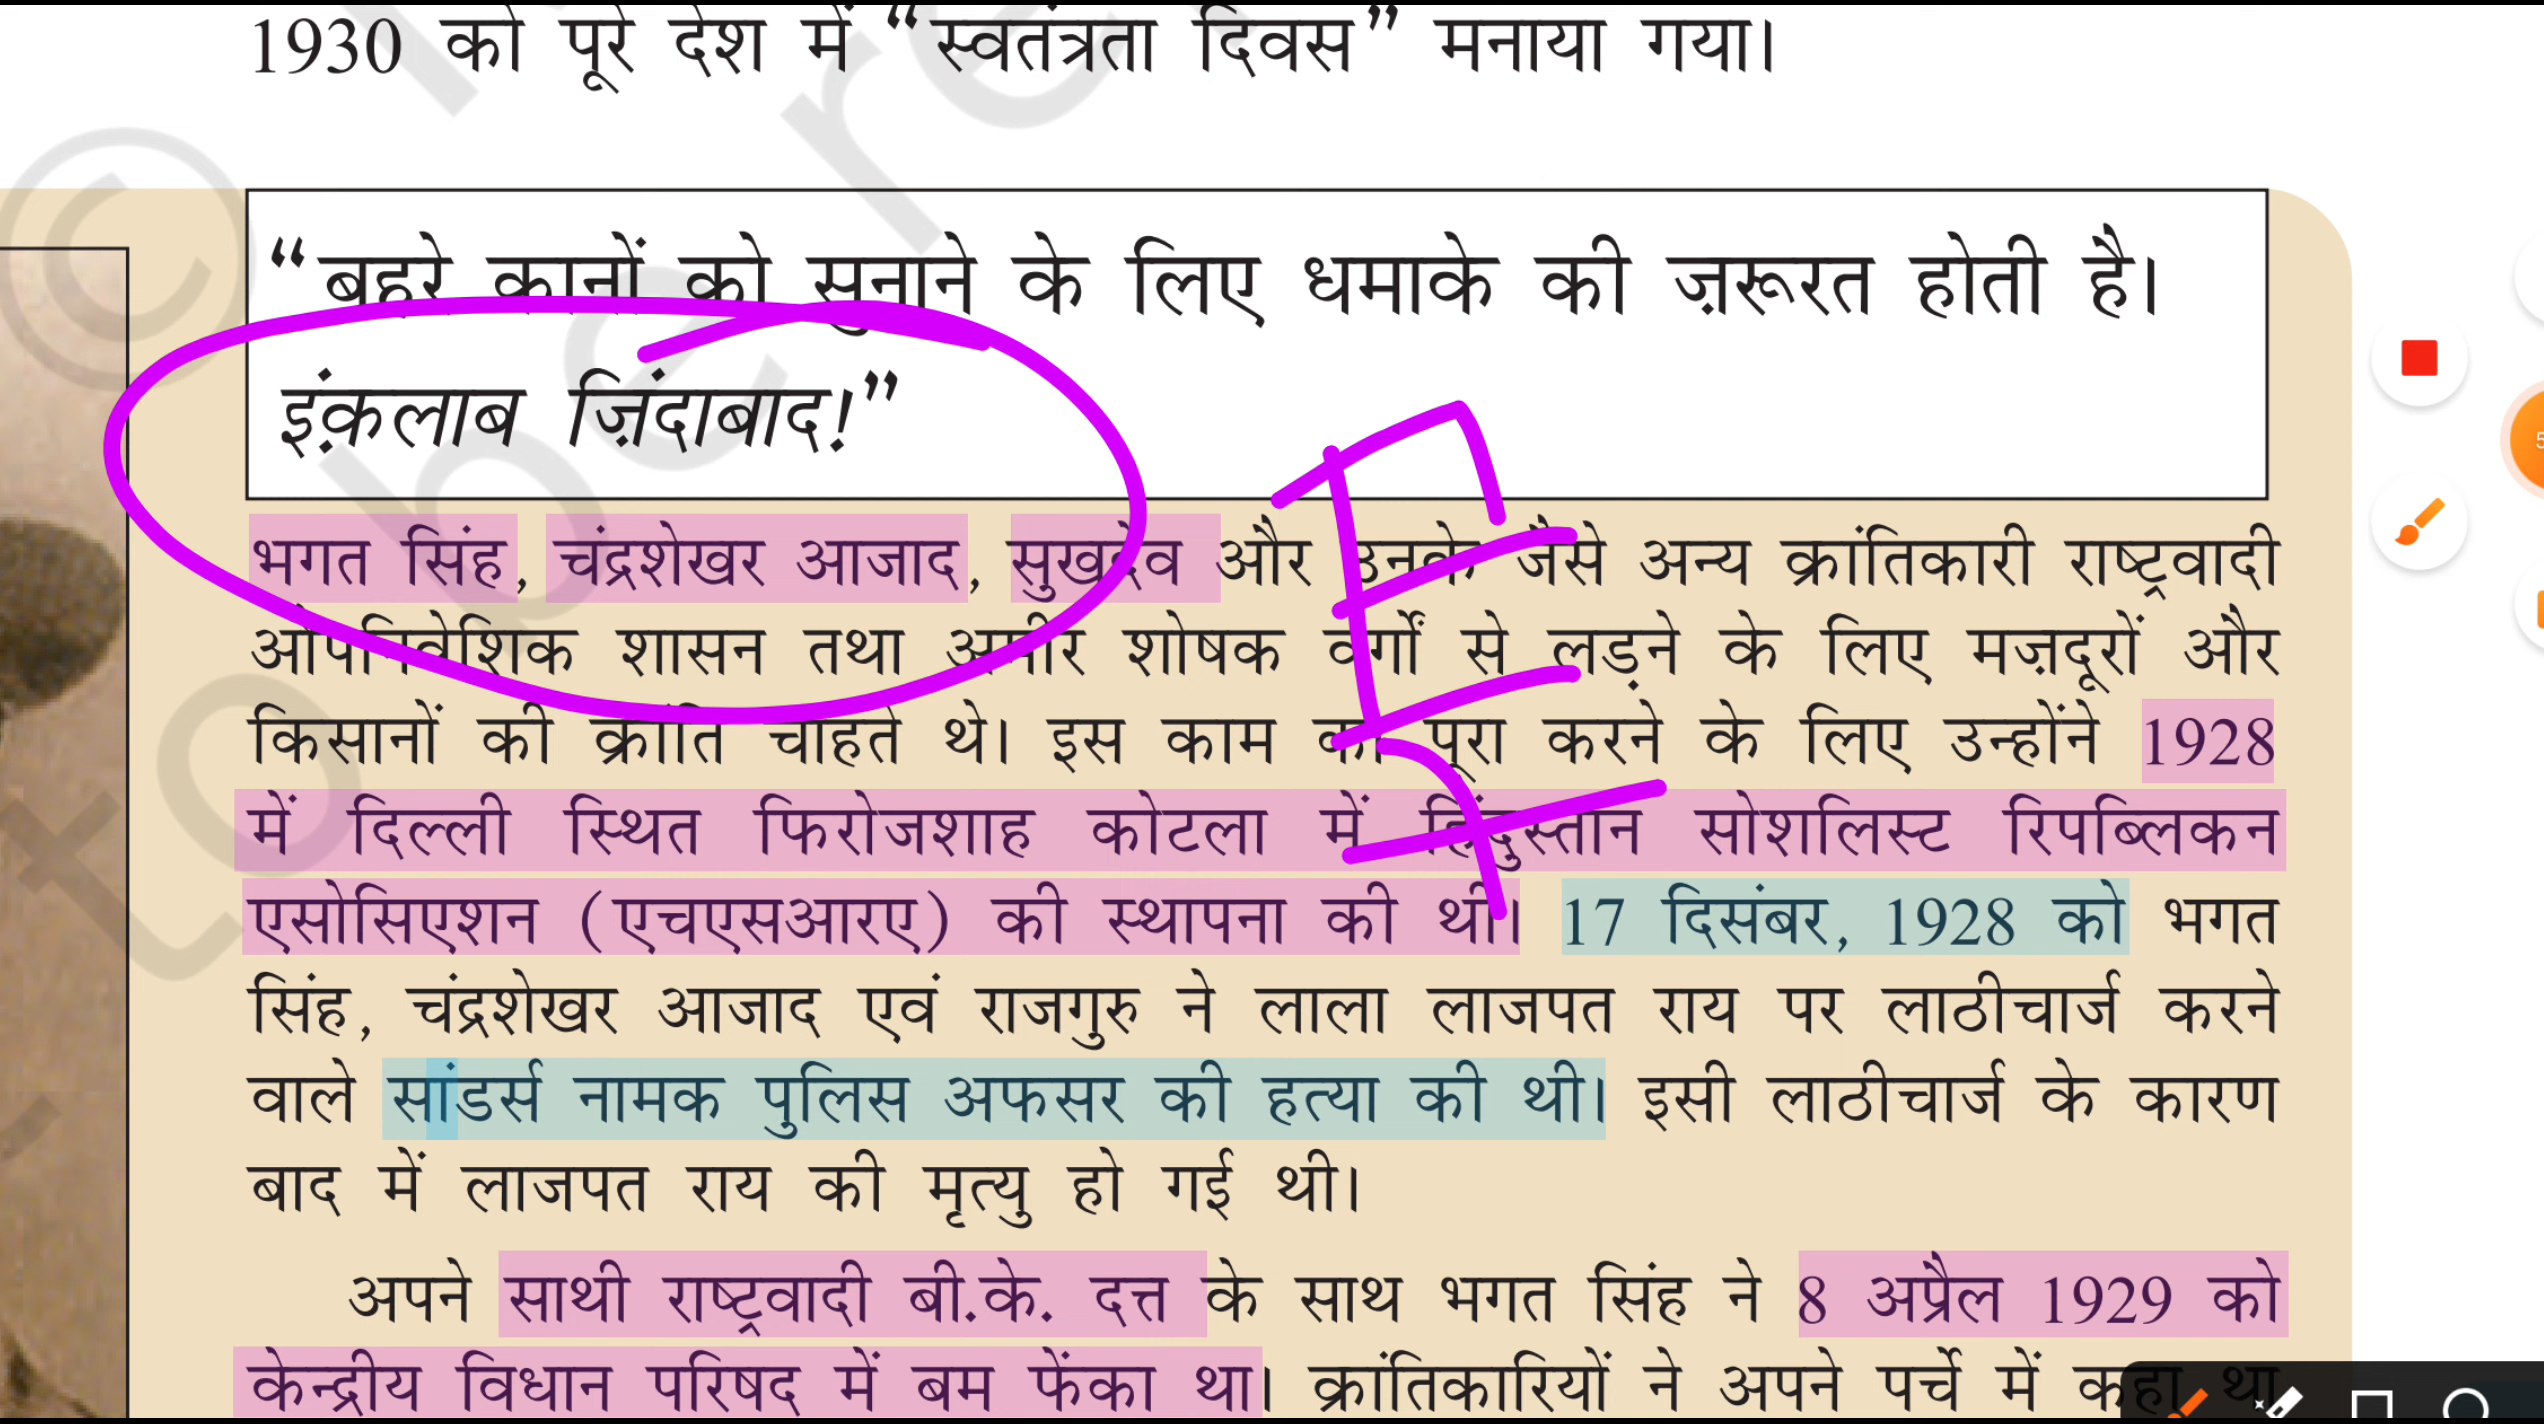 1930 को पूरे देश में “स्वतंत्रता दिवस” मनाया गया।
“बहरे कानों को सुनाने के लिए धमाके की ज़रूरत होती है।
इंक़लाब ज़िंदाबाद!”
भगत सिंह, चंद्रशेखर आजाद, सुखदेव और उनके जैसे अन्य क्रांतिकारी राष्ट्रवादी
औपनिवेशिक शासन तथा अमीर शोषक वर्गों से लड़ने के लिए मज़दूरों और
किसानों की क्रांति चाहते थे। इस काम को पूरा करने के लिए उन्होंने 1928
में दिल्ली स्थित फिरोजशाह कोटला में हिंदुस्तान सोशलिस्ट रिपब्लिकन
एसोसिएशन (एचएसआरए) की स्थापना की थी। 17 दिसंबर, 1928 को भगत
सिंह, चंद्रशेखर आजाद एवं राजगुरु ने लाला लाजपत राय पर लाठीचार्ज करने
वाले सांडर्स नामक पुलिस अफसर की हत्या की थी। इसी लाठीचार्ज के कारण
बाद में लाजपत राय की मृत्यु हो गई थी।
अपने साथी राष्ट्रवादी बी.के. दत्त के साथ भगत सिंह ने 8 अप्रैल 1929 को
केन्द्रीय विधान परिषद में बम फेंका था। क्रांतिकारियों ने अपने पर्चे में कहा था